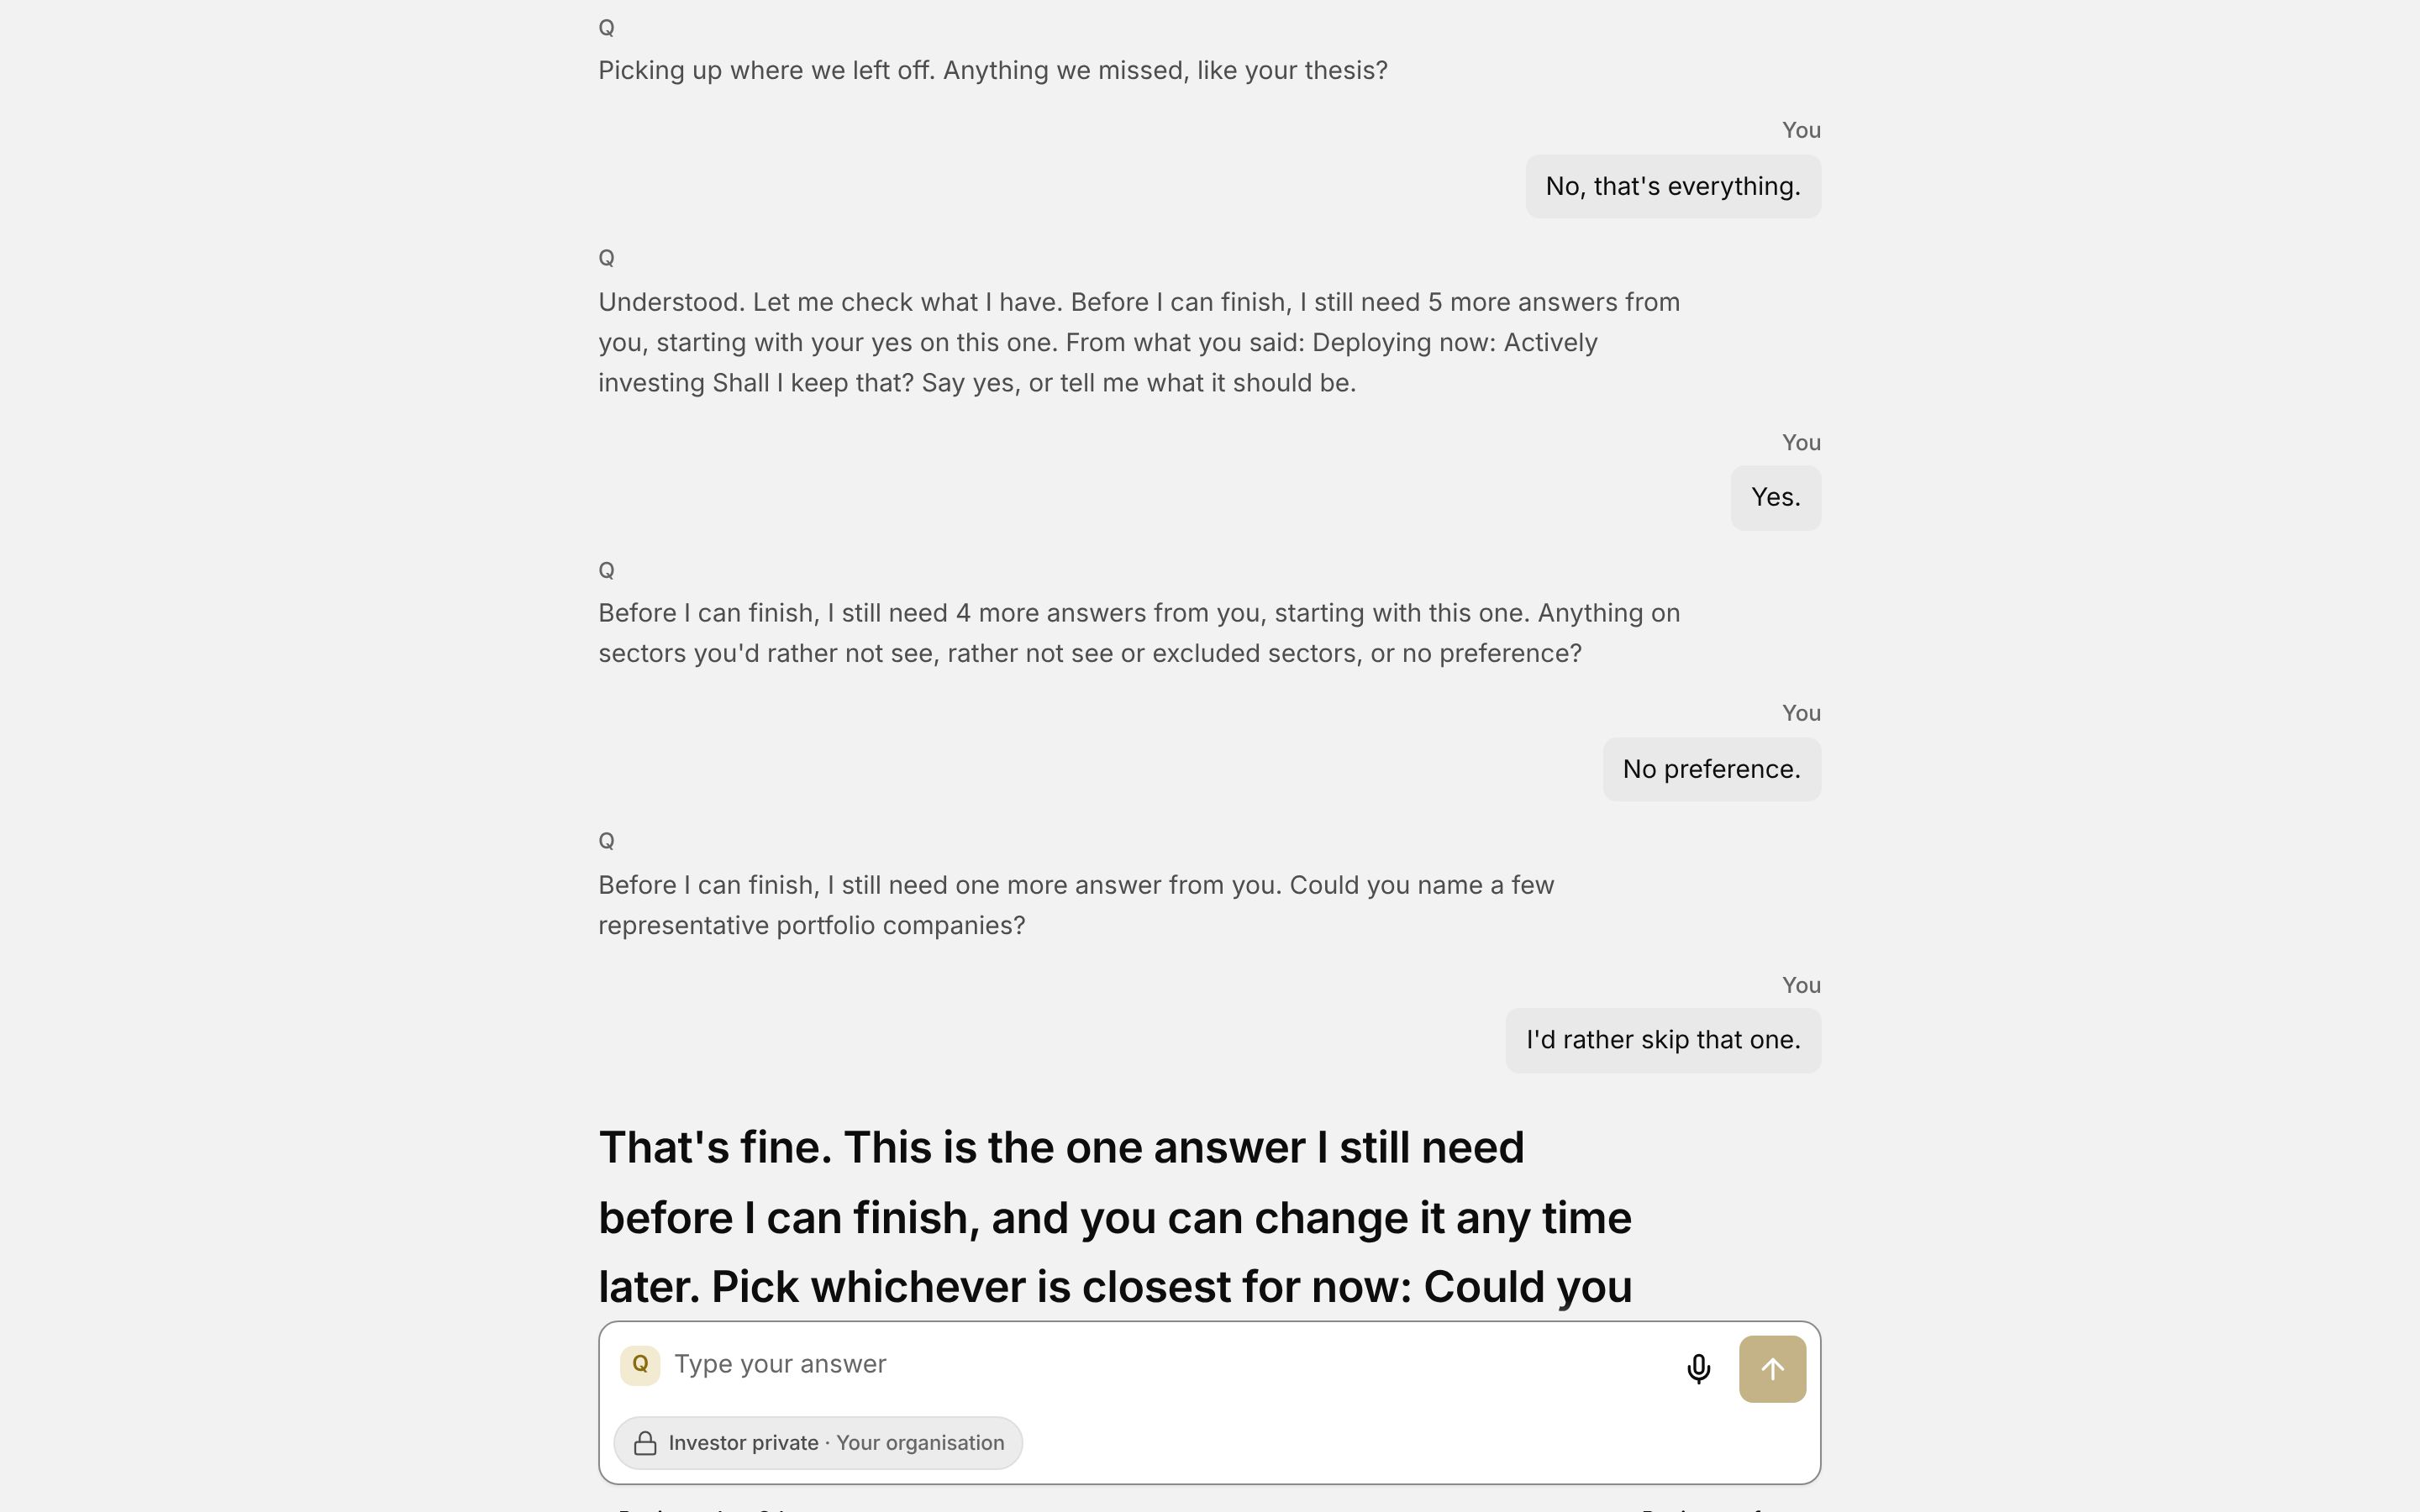 Q
Picking up where we left off. Anything we missed, like your thesis?
You
No, that's everything.
Q
Understood. Let me check what I have. Before I can finish, I still need 5 more answers from
you, starting with your yes on this one. From what you said: Deploying now: Actively
investing Shall I keep that? Say yes, or tell me what it should be.
You
Yes.
Q
Before I can finish, I still need 4 more answers from you, starting with this one. Anything on
sectors you'd rather not see, rather not see or excluded sectors, or no preference?
You
No preference.
Q
Before I can finish, I still need one more answer from you. Could you name a few
representative portfolio companies?
You
I'd rather skip that one.
That's fine. This is the one answer I still need
before I can finish, and you can change it any time
later. Pick whichever is closest for now: Could you
Q Type your answer
Investor private · Your organisation